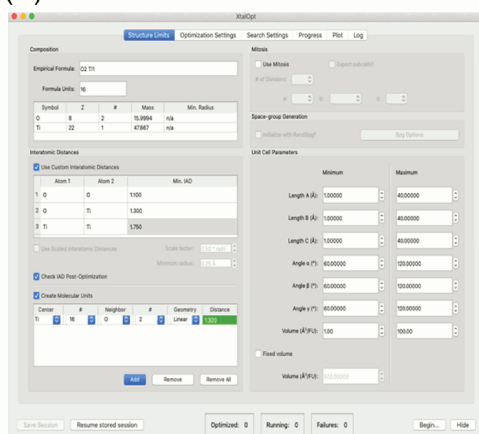 XtalOpt
Structure Limits Optimization Settings Search Settings Progress Plot Log
Composition
Empirical Formula: O2 Ti1
Formula Units: 16
Symbol Z # Mass Min. Radius
O 8 2 15.9994 n/a
Ti 22 1 47.867 n/a
Interatomic Distances
Use Custom Interatomic Distances
Atom 1 Atom 2 Min. IAD
1 O O 1.100
2 O Ti 1.300
3 Ti Ti 1.750
Use Scaled Interatomic Distances Scale factor:
Minimum radius:
Check IAD Post-Optimization
Create Molecular Units
Center # Neighbor # Geometry Distance
Ti 16 O 2 Linear 1.300
Add Remove Remove All
Mitosis
Use Mitosis
# of Divisions:
a: b: c:
Space-group Generation
Initialize with RandSpg?
Spg Options
Unit Cell Parameters
Minimum Maximum
Length A (Å): 1.00000 40.00000
Length B (Å): 1.00000 40.00000
Length C (Å): 1.00000 40.00000
Angle α (°): 60.00000 120.00000
Angle β (°): 60.00000 120.00000
Angle γ (°): 60.00000 120.00000
Volume (Å³/FU): 1.00 100.00
Fixed volume
Volume (Å³/FU):
Save Session Resume stored session Optimized: 0 Running: 0 Failures: 0 Begin... Hide